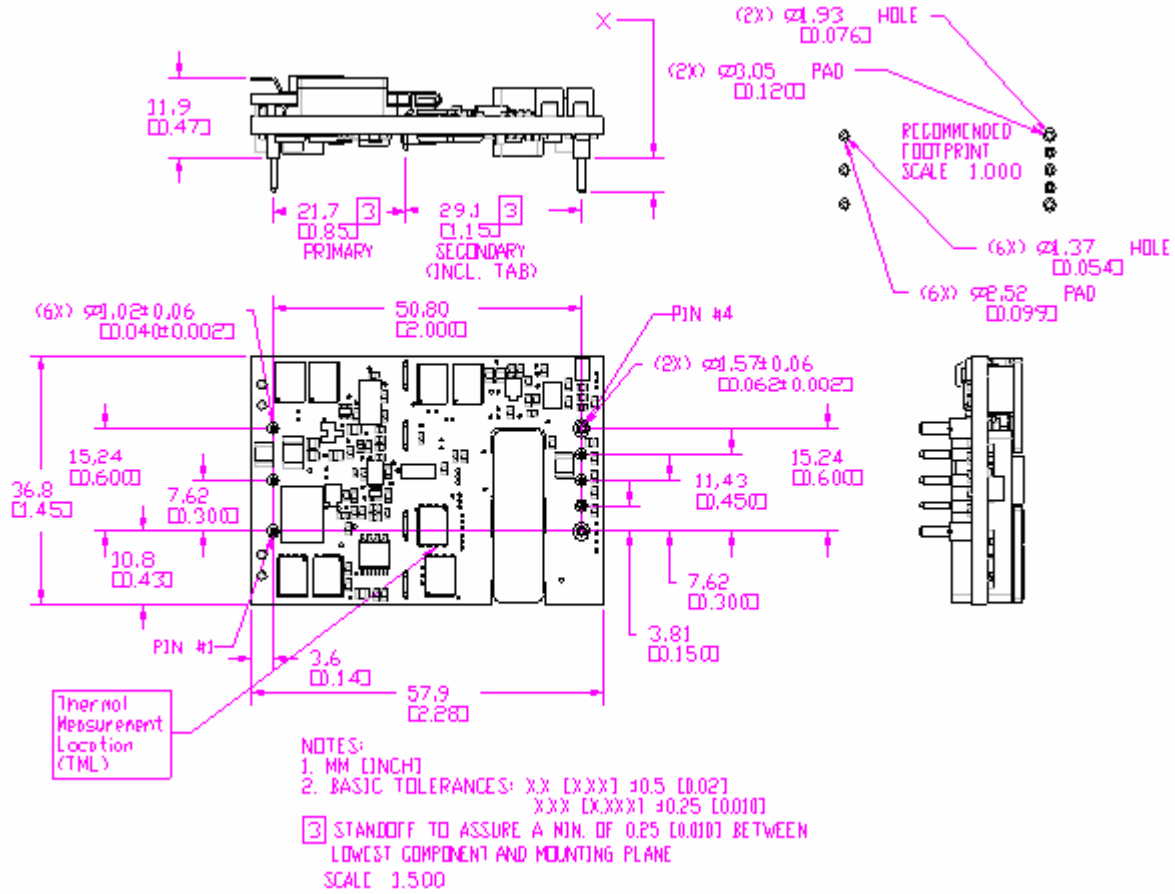 X
(2X) ⌀1.93 HOLE
[0.076]
(2X) ⌀3.05 PAD
[0.120]
11.9
[0.47]
RECOMMENDED
FOOTPRINT
SCALE 1.000
21.7 3
[0.85]
PRIMARY
29.1 3
[1.15]
SECONDARY
(INCL. TAB)
(6X) ⌀1.37 HOLE
[0.054]
(6X) ⌀2.52 PAD
[0.099]
(6X) ⌀1.02±0.06
[0.040±0.002]
50.80
[2.000]
PIN #4
(2X) ⌀1.57±0.06
[0.062±0.002]
15.24
[0.600]
36.8
[1.45]
7.62
[0.300]
10.8
[0.43]
11.43
[0.450]
15.24
[0.600]
7.62
[0.300]
3.81
[0.150]
PIN #1
3.6
[0.14]
57.9
[2.28]
Thermal
Measurement
Location
(TML)
NOTES:
1. MM [INCH]
2. BASIC TOLERANCES: X.X [X.XX] ±0.5 [0.02]
X.XX [X.XXX] ±0.25 [0.010]
3 STANDOFF TO ASSURE A MIN. OF 0.25 [0.010] BETWEEN
LOWEST COMPONENT AND MOUNTING PLANE
SCALE 1.500